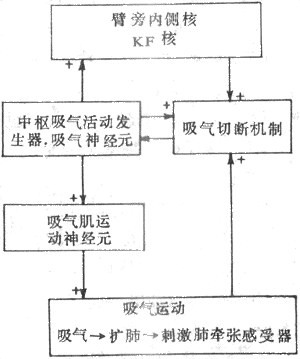 臂旁内侧核
KF 核
+
+
中枢吸气活动发
生器,吸气神经元
+
-
吸气切断机制
+
+
吸气肌运
动神经元
+
吸气运动
吸气→扩肺→刺激肺牵张感受器